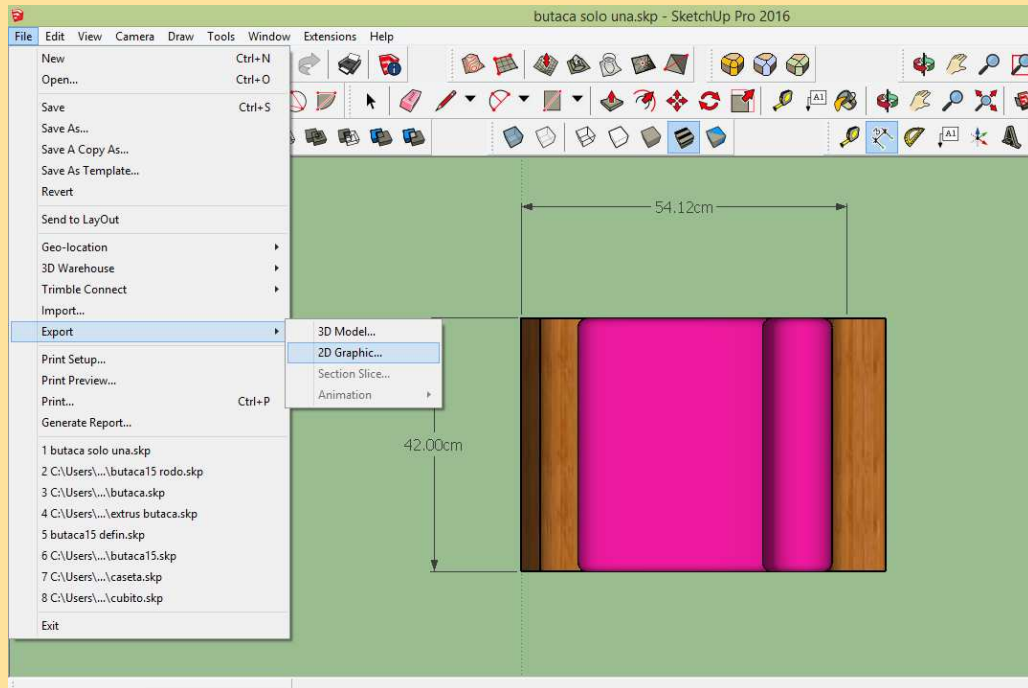 butaca solo una.skp - SketchUp Pro 2016
File Edit View Camera Draw Tools Window Extensions Help
New Ctrl+N
Open... Ctrl+O
Save Ctrl+S
Save As...
Save A Copy As...
Save As Template...
Revert
Send to LayOut
Geo-location
3D Warehouse
Trimble Connect
Import...
Export
3D Model...
2D Graphic...
Section Slice...
Animation
Print Setup...
Print Preview...
Print... Ctrl+P
Generate Report...
1 butaca solo una.skp
2 C:\Users\...\butaca15 rodo.skp
3 C:\Users\...\butaca.skp
4 C:\Users\...\extrus butaca.skp
5 butaca15 defin.skp
6 C:\Users\...\butaca15.skp
7 C:\Users\...\caseta.skp
8 C:\Users\...\cubito.skp
Exit
A1
A1
54.12cm
42.00cm